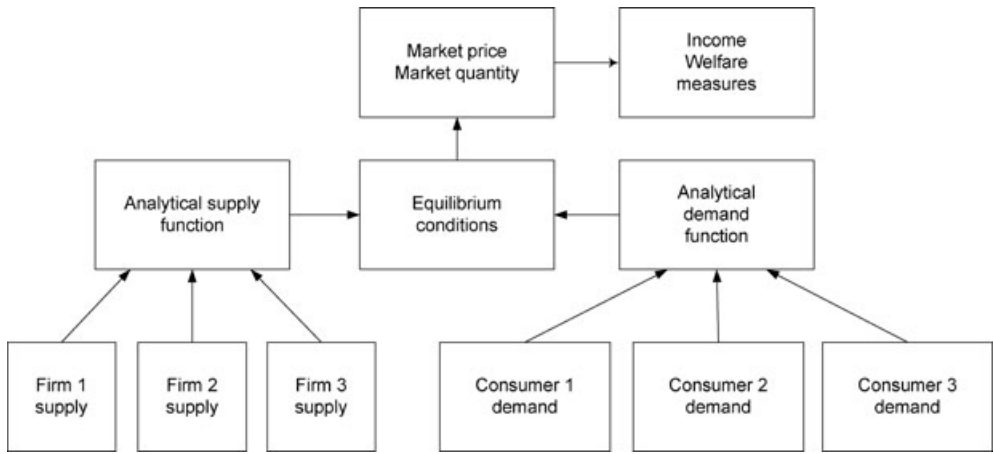 Market price
Market quantity
Income
Welfare
measures
Analytical supply
function
Equilibrium
conditions
Analytical
demand
function
Firm 1
supply
Firm 2
supply
Firm 3
supply
Consumer 1
demand
Consumer 2
demand
Consumer 3
demand